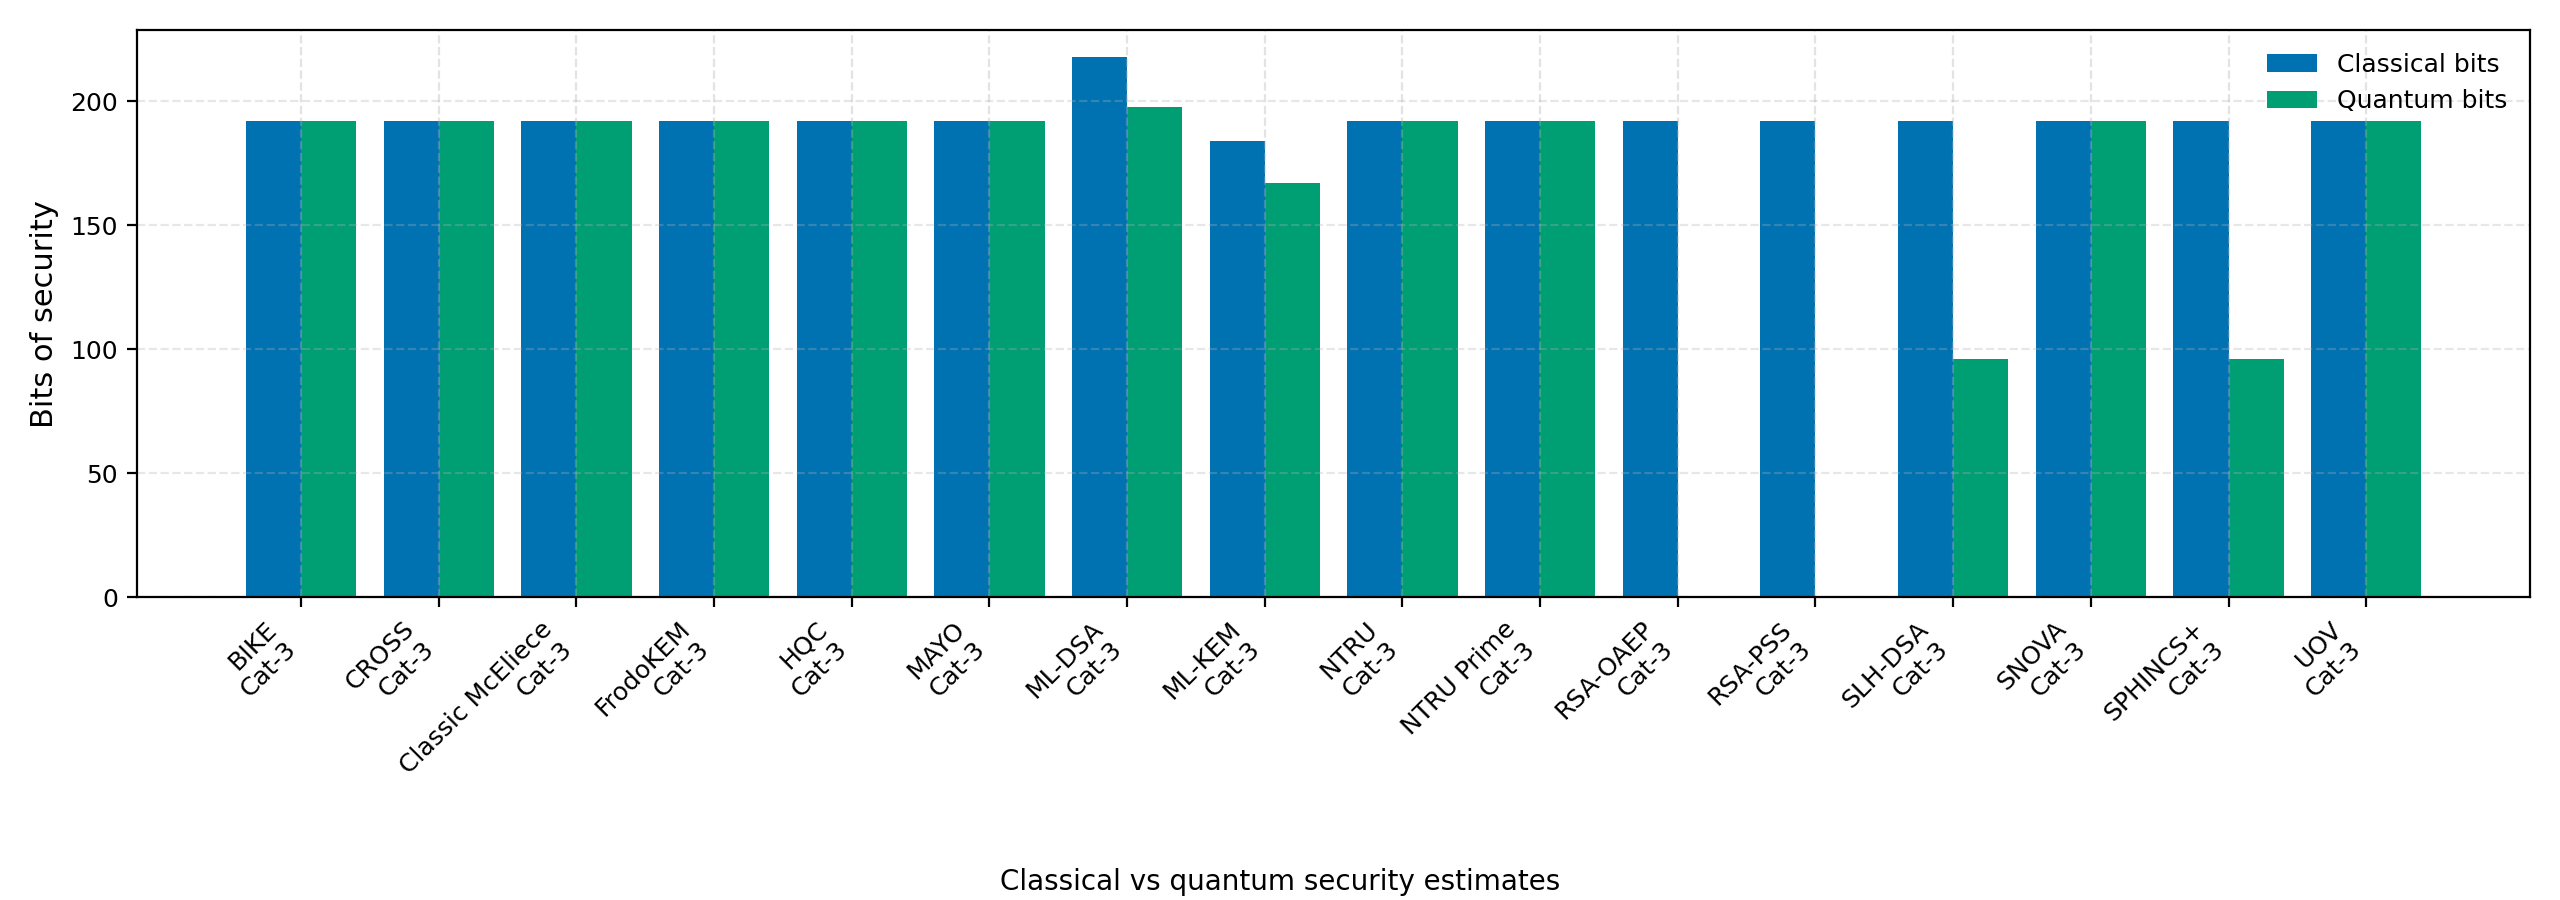 Classical bits
Quantum bits
Bits of security
200
150
100
50
0
BIKE
Cat-3
CROSS
Cat-3
Classic McEliece
Cat-3
FrodoKEM
Cat-3
HQC
Cat-3
MAYO
Cat-3
ML-DSA
Cat-3
ML-KEM
Cat-3
NTRU
Cat-3
NTRU Prime
Cat-3
RSA-OAEP
Cat-3
RSA-PSS
Cat-3
SLH-DSA
Cat-3
SNOVA
Cat-3
SPHINCS+
Cat-3
UOV
Cat-3
Classical vs quantum security estimates